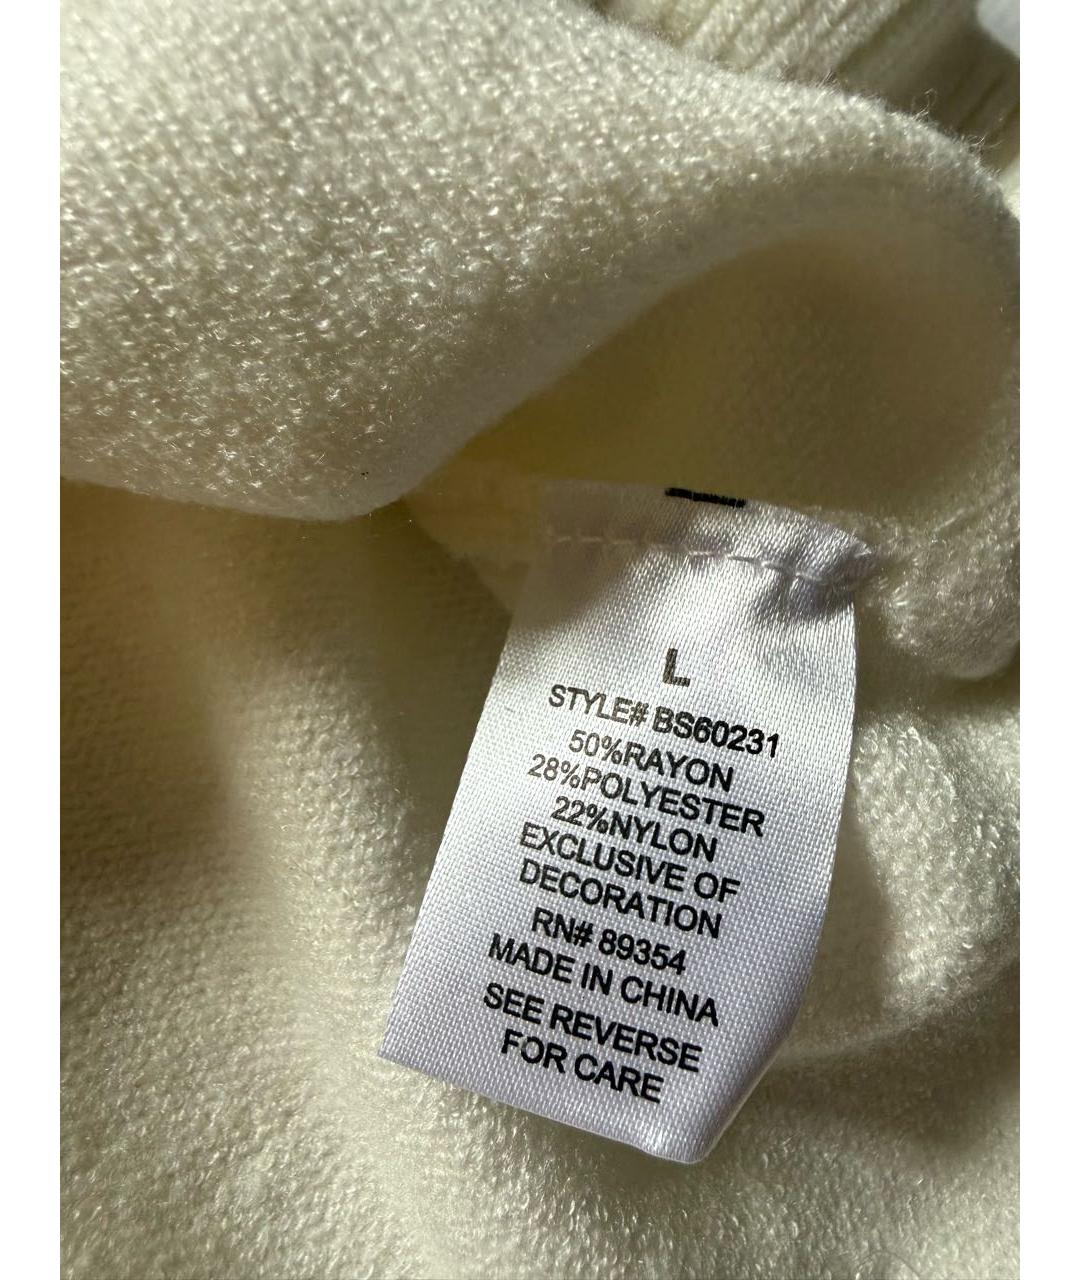 L
STYLE# BS60231
50%RAYON
28%POLYESTER
22%NYLON
EXCLUSIVE OF
DECORATION
RN# 89354
MADE IN CHINA
SEE REVERSE
FOR CARE